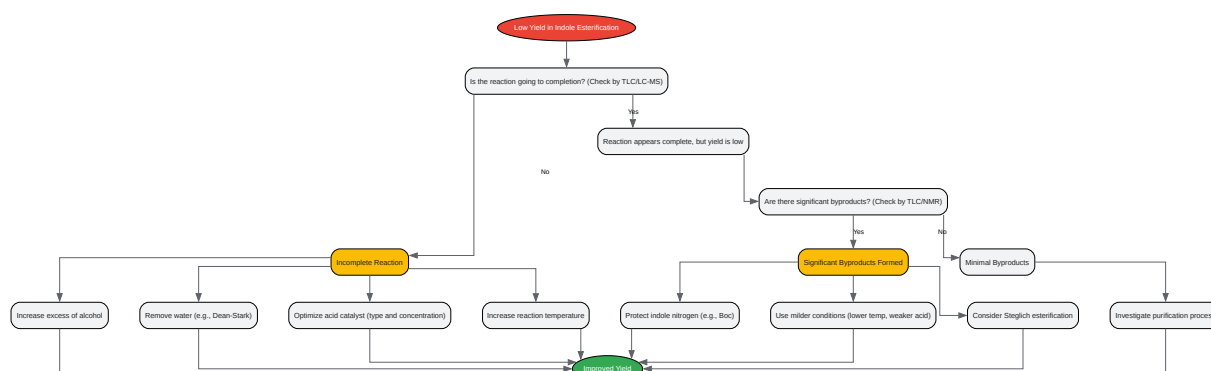 Low Yield in Indole Esterification
Is the reaction going to completion? (Check by TLC/LC-MS)
Yes
Reaction appears complete, but yield is low
No
Are there significant byproducts? (Check by TLC/NMR)
Yes
No
Incomplete Reaction
Significant Byproducts Formed
Minimal Byproducts
Increase excess of alcohol
Remove water (e.g., Dean-Stark)
Optimize acid catalyst (type and concentration)
Increase reaction temperature
Protect indole nitrogen (e.g., Boc)
Use milder conditions (lower temp, weaker acid)
Consider Steglich esterification
Investigate purification proces
Improved Yield